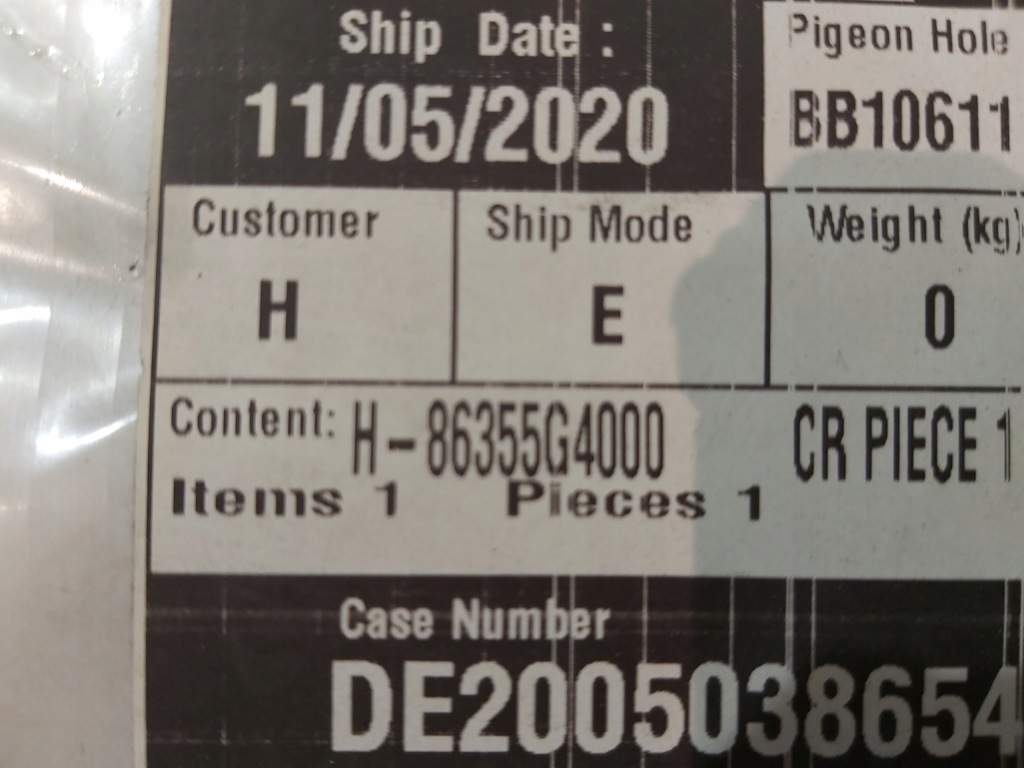 Ship Date :
Pigeon Hole
11/05/2020
BB10611
Customer
Ship Mode
Weight (kg)
H
E
0
Content: H-86355G4000 CR PIECE 1
Items 1 Pieces 1
Case Number
DE2005038654